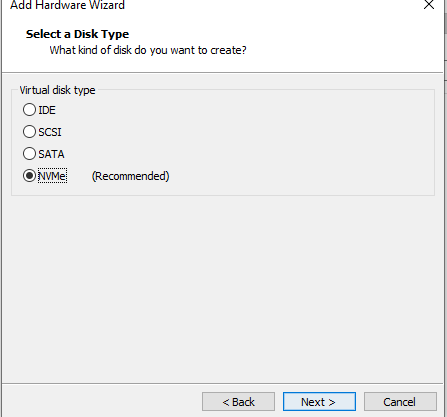 Add Hardware Wizard
Select a Disk Type
What kind of disk do you want to create?
Virtual disk type
IDE
SCSI
SATA
NVMe (Recommended)
< Back Next > Cancel